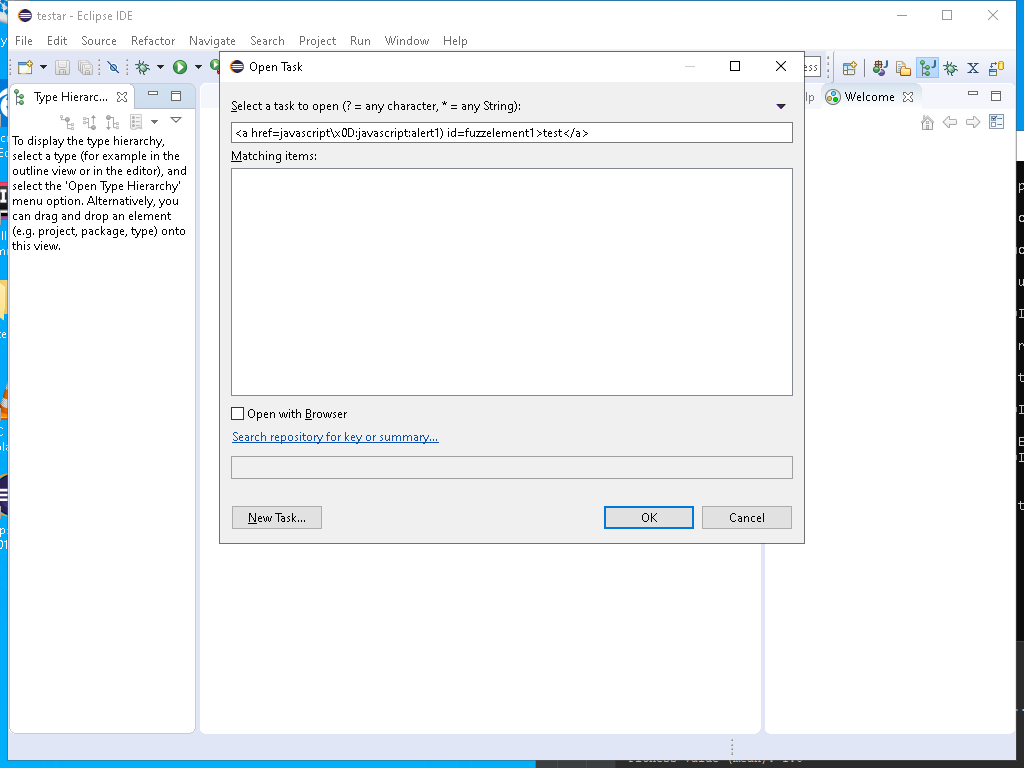 testar - Eclipse IDE
File Edit Source Refactor Navigate Search Project Run Window Help
Type Hierarc...
To display the type hierarchy,
select a type (for example in the
outline view or in the editor), and
select the 'Open Type Hierarchy'
menu option. Alternatively, you
can drag and drop an element
(e.g. project, package, type) onto
this view.
Open Task
Select a task to open (? = any character, * = any String):
<a href=javascript\x0D:javascript:alert1) id=fuzzelement1>test</a>
Matching items:
Open with Browser
Search repository for key or summary...
New Task...
OK
Cancel
Welcome